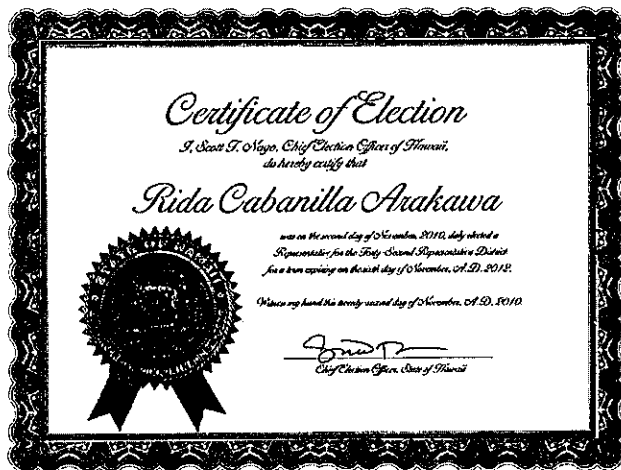 Certificate of Election
I, Scott T. Nago, Chief Election Officer of Hawaii,
do hereby certify that
Rida Cabanilla Arakawa
was on the second day of November, 2010, duly elected a
Representative for the Forty-Second Representative District
for a term expiring on the sixth day of November, A.D. 2012.
Witness my hand this twenty-second day of November, A.D. 2010.
Chief Election Officer, State of Hawaii